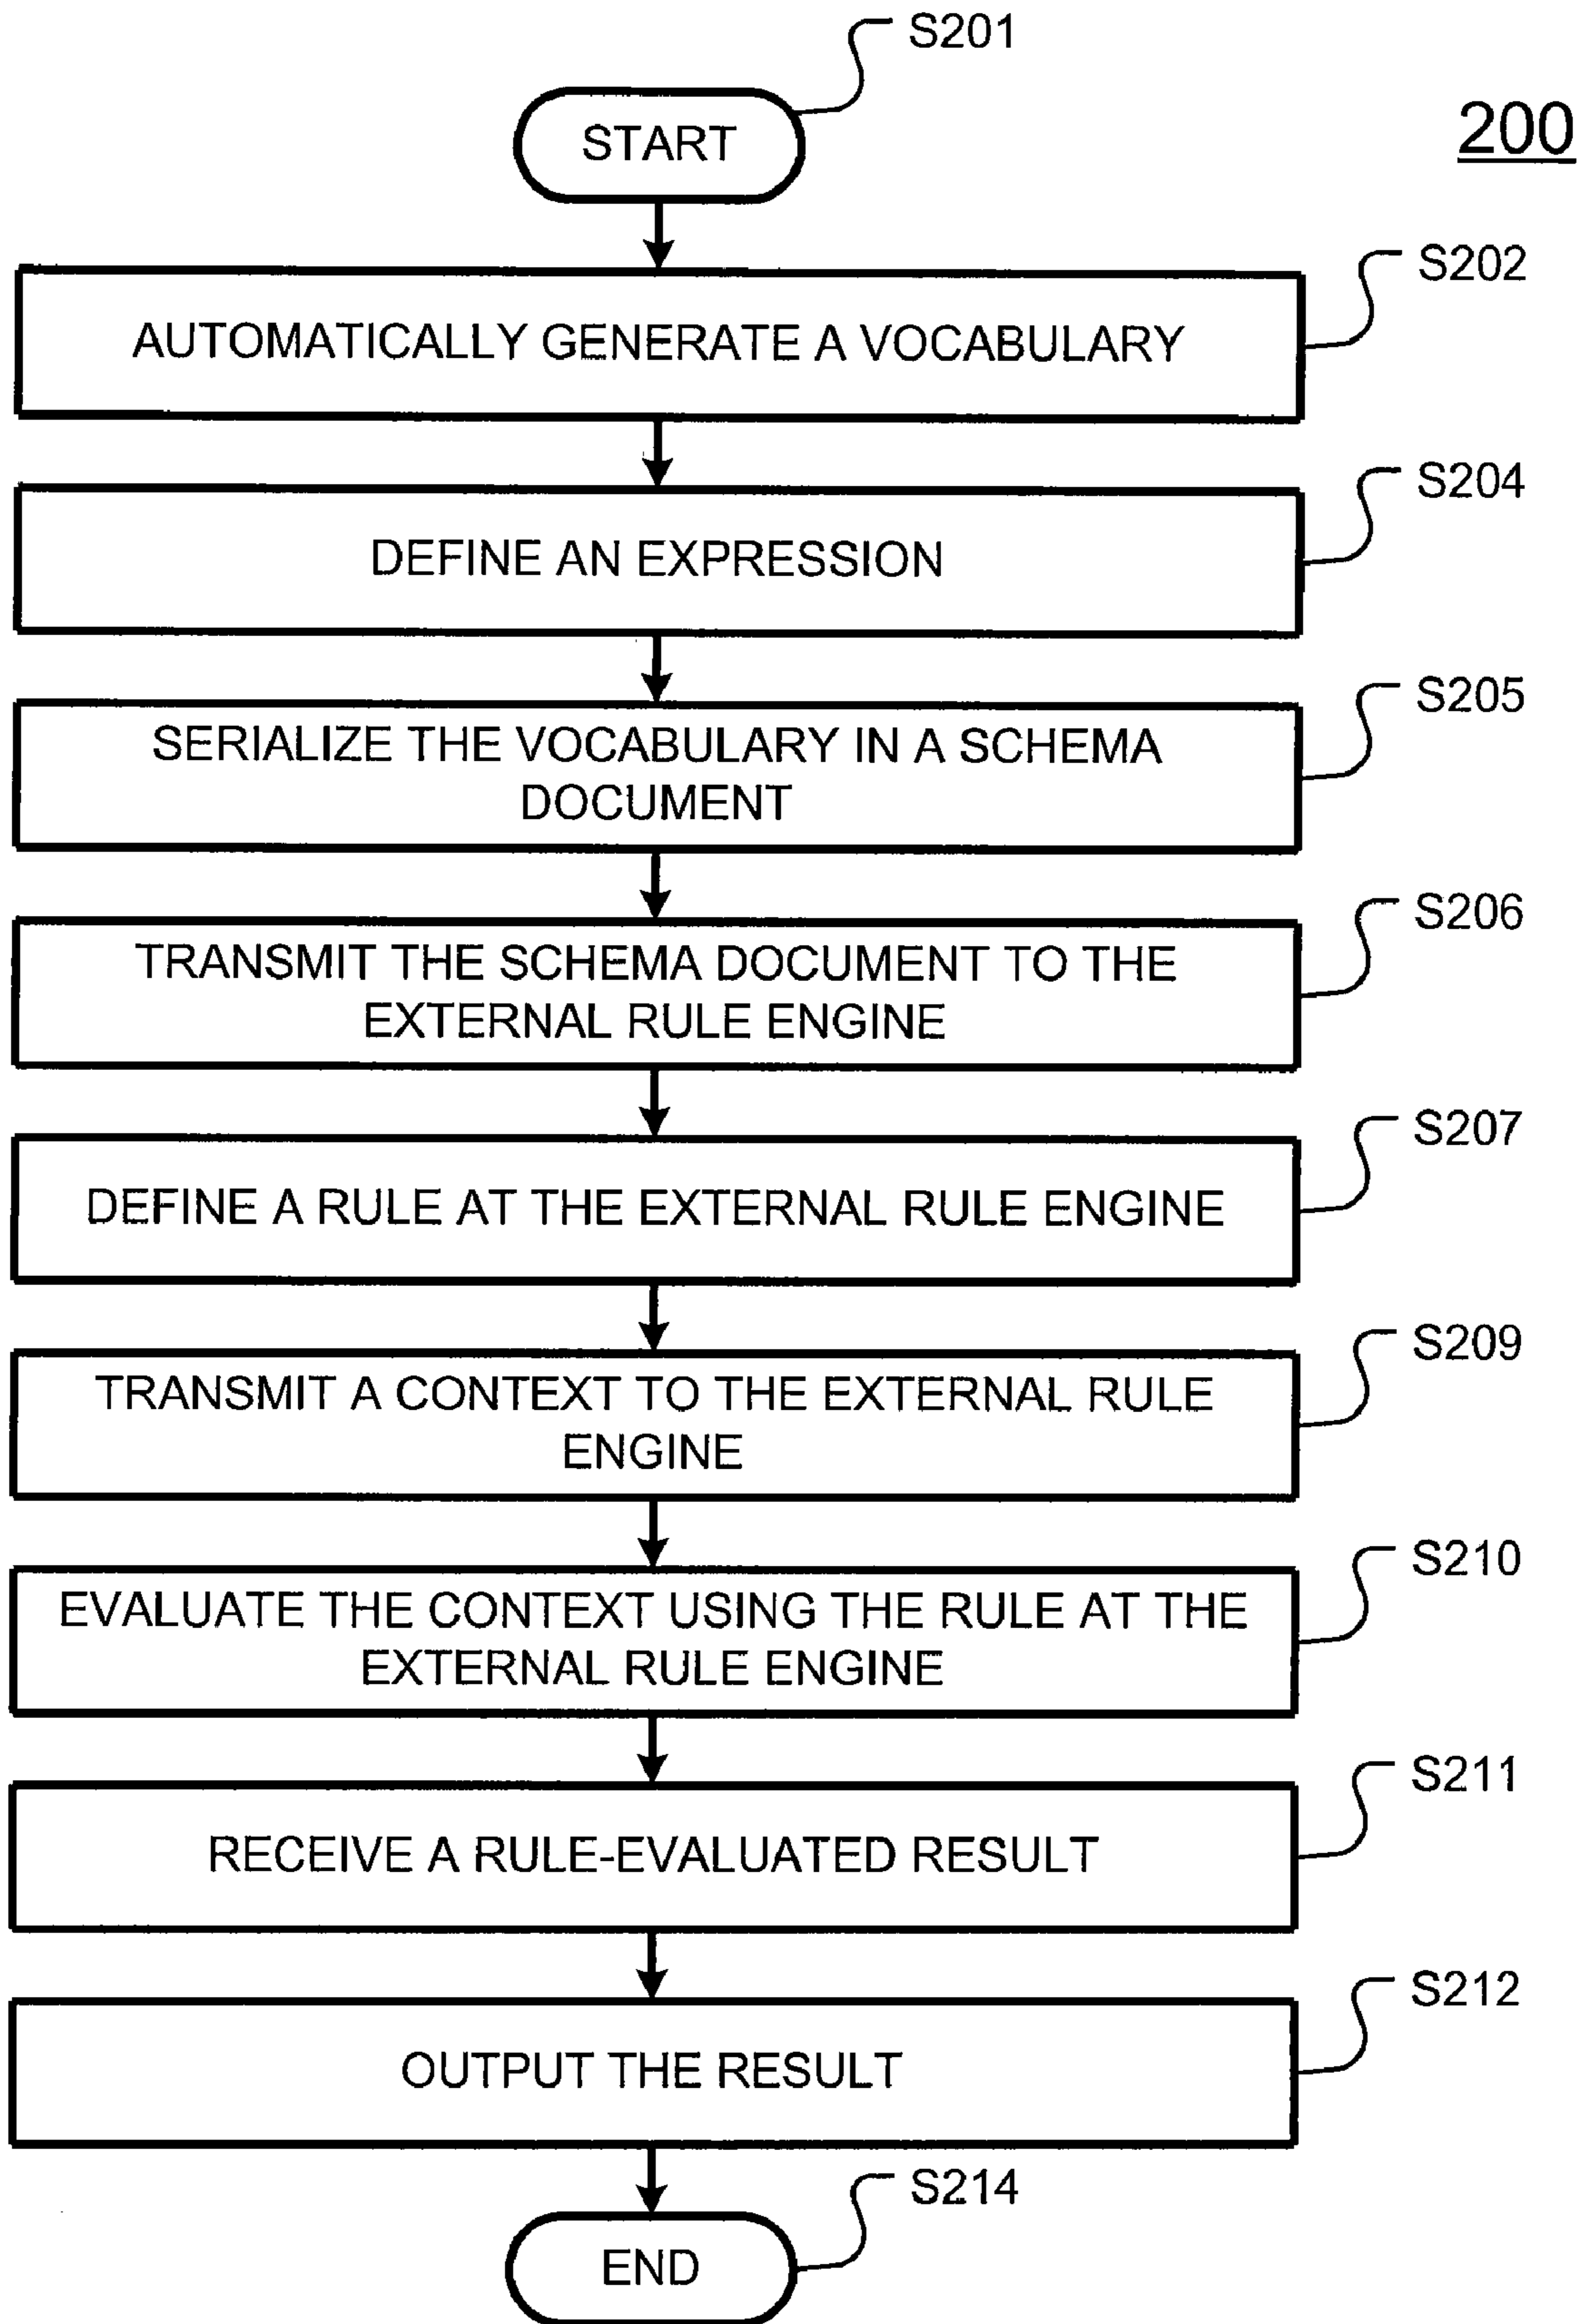 S201
START
200
S202
AUTOMATICALLY GENERATE A VOCABULARY
S204
DEFINE AN EXPRESSION
S205
SERIALIZE THE VOCABULARY IN A SCHEMA
DOCUMENT
S206
TRANSMIT THE SCHEMA DOCUMENT TO THE
EXTERNAL RULE ENGINE
S207
DEFINE A RULE AT THE EXTERNAL RULE ENGINE
S209
TRANSMIT A CONTEXT TO THE EXTERNAL RULE
ENGINE
S210
EVALUATE THE CONTEXT USING THE RULE AT THE
EXTERNAL RULE ENGINE
S211
RECEIVE A RULE-EVALUATED RESULT
S212
OUTPUT THE RESULT
S214
END